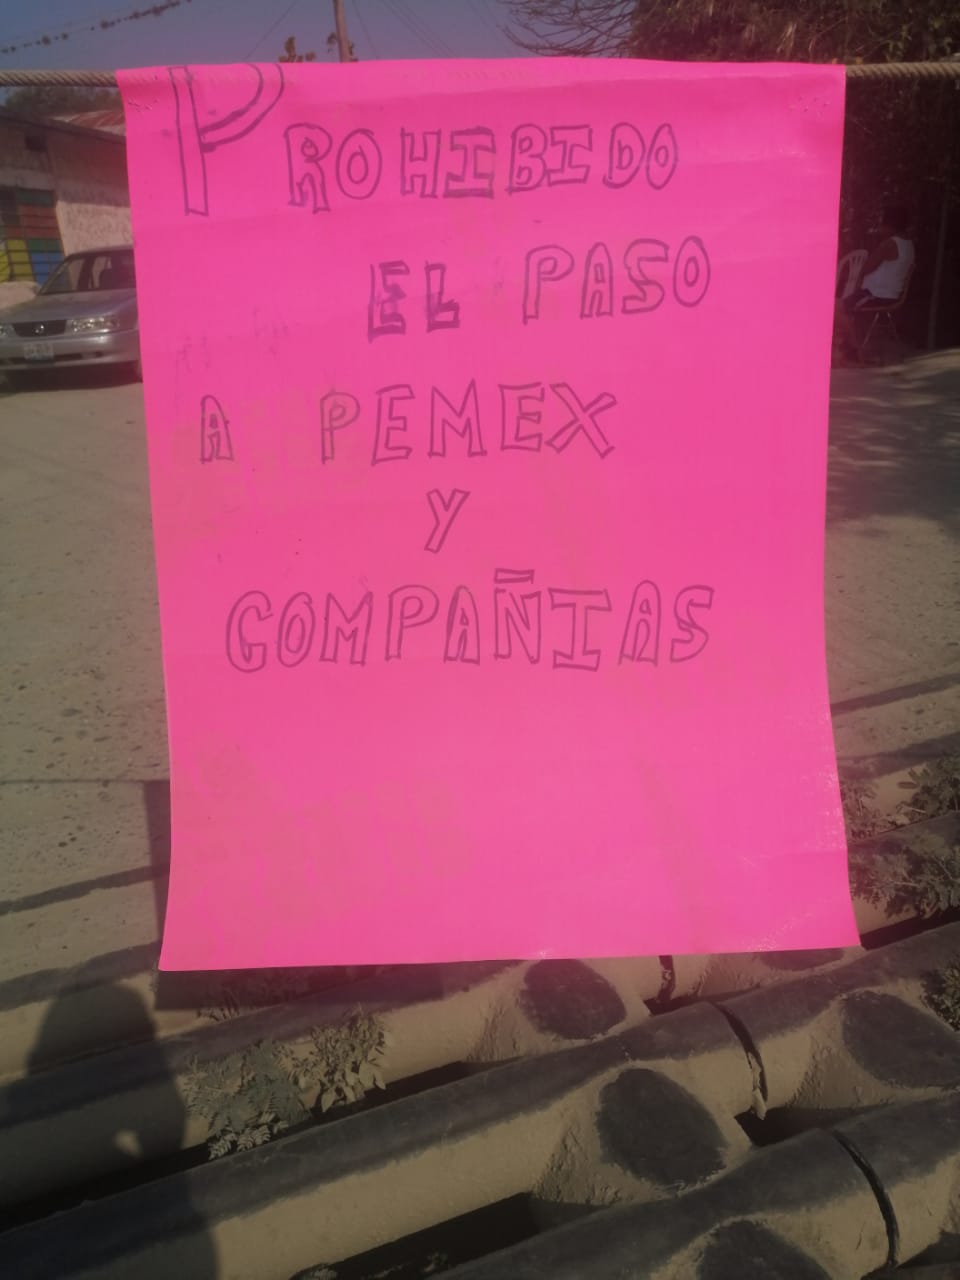 PROHIBIDO
EL PASO
A PEMEX
Y
COMPAÑIAS